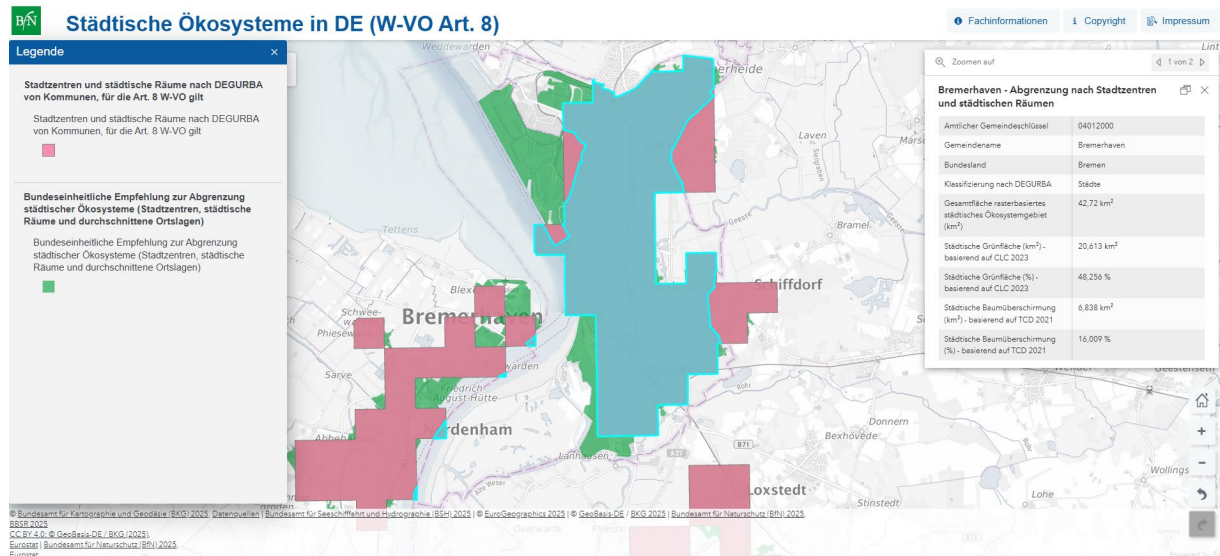 BfN
Städtische Ökosysteme in DE (W-VO Art. 8)
Fachinformationen
Copyright
Impressum
Legende
Stadtzentren und städtische Räume nach DEGURBA
von Kommunen, für die Art. 8 W-VO gilt
Stadtzentren und städtische Räume nach DEGURBA
von Kommunen, für die Art. 8 W-VO gilt
Bundeseinheitliche Empfehlung zur Abgrenzung
städtischer Ökosysteme (Stadtzentren, städtische
Räume und durchschnittene Ortslagen)
Bundeseinheitliche Empfehlung zur Abgrenzung
städtischer Ökosysteme (Stadtzentren, städtische
Räume und durchschnittene Ortslagen)
Weddewarden
erheide
Lint
Laven
Geeste
Bramel
Tettens
Schiffdorf
Blex
Bremerhaven
Sarve
Friedrich-
August-Hütte
Rohr
Nordenham
Donnern
Bexhövede
B71
A27
Lanhausen
Alte Weser
Loxstedt
Stinstedt
Lohe
Rohr
Wollings
Geestenseth
Überwarfe
Zoomen auf
1 von 2
Bremerhaven - Abgrenzung nach Stadtzentren
und städtischen Räumen
Amtlicher Gemeindeschlüssel 04012000
Gemeindename Bremerhaven
Bundesland Bremen
Klassifizierung nach DEGURBA Städte
Gesamtfläche rasterbasiertes 42,72 km²
städtisches Ökosystemgebiet
(km²)
Städtische Grünfläche (km²) - 20,613 km²
basierend auf CLC 2023
Städtische Grünfläche (%) - 48,256 %
basierend auf CLC 2023
Städtische Baumüberschirmung 6,838 km²
(km²) - basierend auf TCD 2021
Städtische Baumüberschirmung 16,009 %
(%) - basierend auf TCD 2021
© Bundesamt für Kartographie und Geodäsie (BKG) 2025, Datenquellen | Bundesamt für Seeschifffahrt und Hydrographie (BSH) 2025 | © EuroGeographics 2025 | © GeoBasis-DE / BKG 2025 | Bundesamt für Naturschutz (BfN) 2025,
BBSR 2025
CC BY 4.0; © GeoBasis-DE / BKG (2025),
Eurostat | Bundesamt für Naturschutz (BfN) 2025,
Eurostat